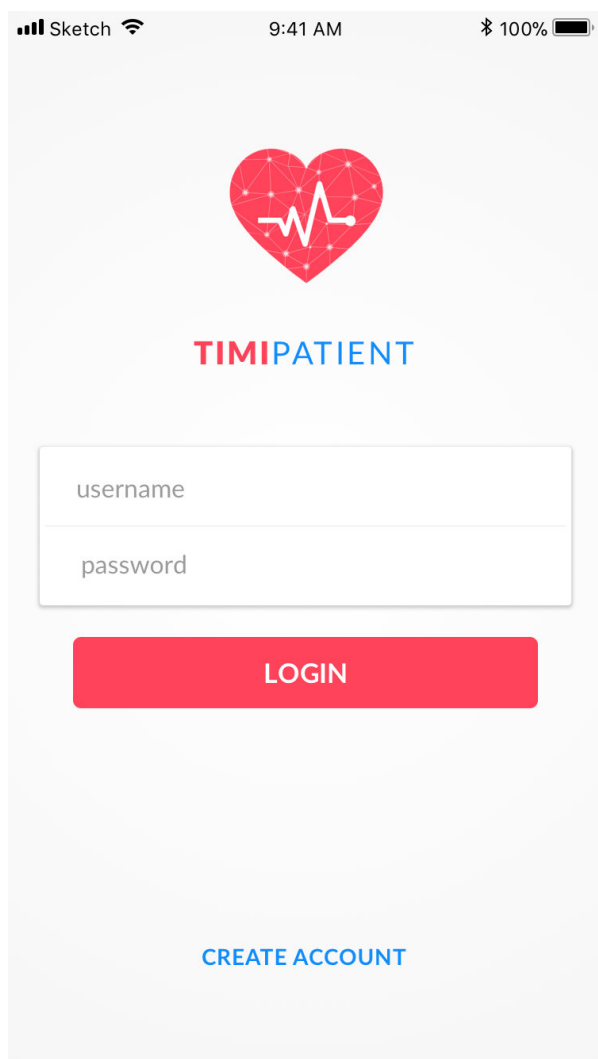 Sketch 9:41 AM 100%
TIMIPATIENT
username
password
LOGIN
CREATE ACCOUNT